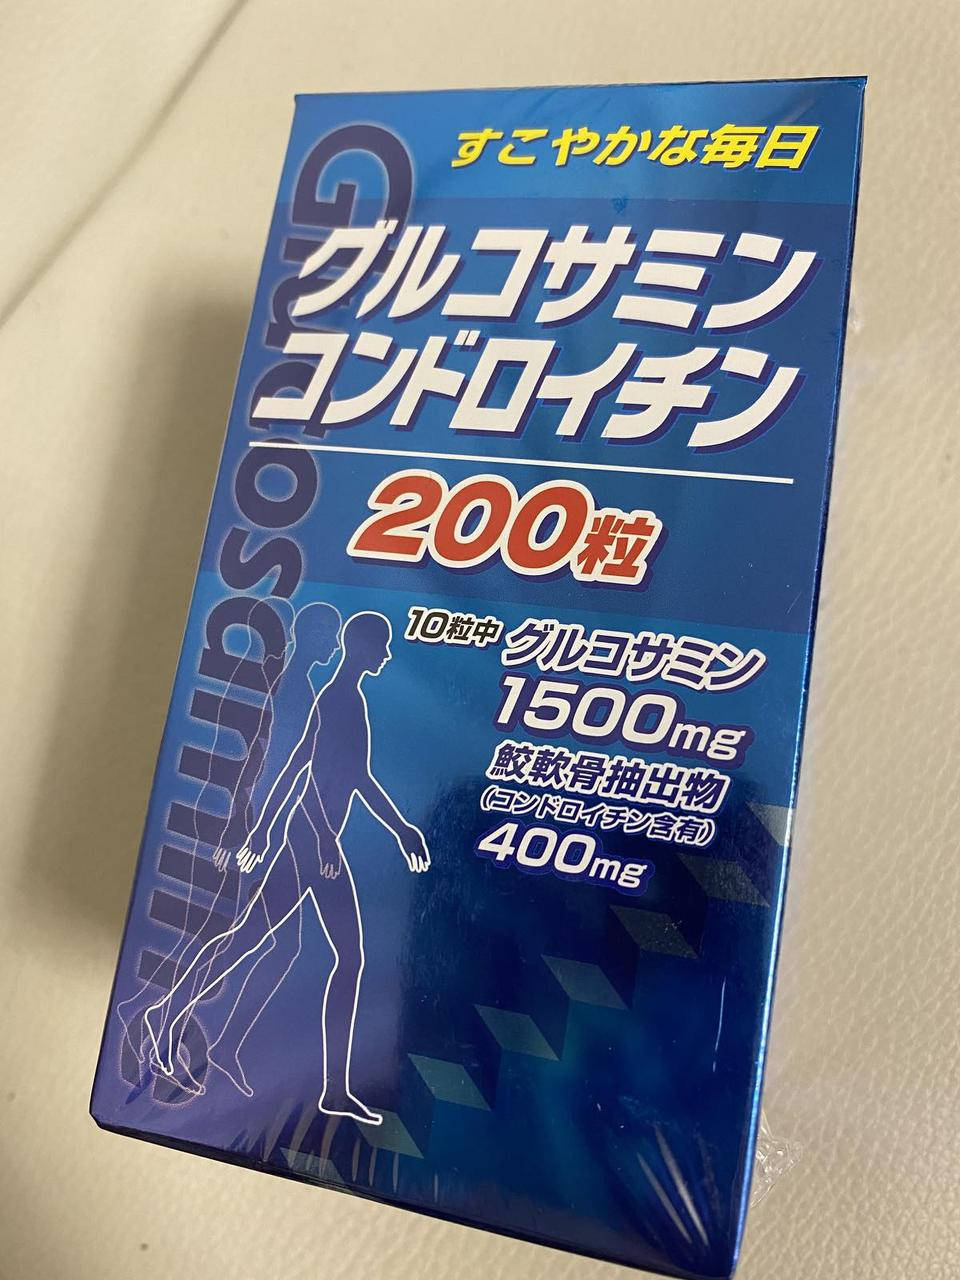 すこやかな毎日
グルコサミン
コンドロイチン
200粒
10粒中
グルコサミン
1500mg
鮫軟骨抽出物
(コンドロイチン含有)
400mg
Glucosamine